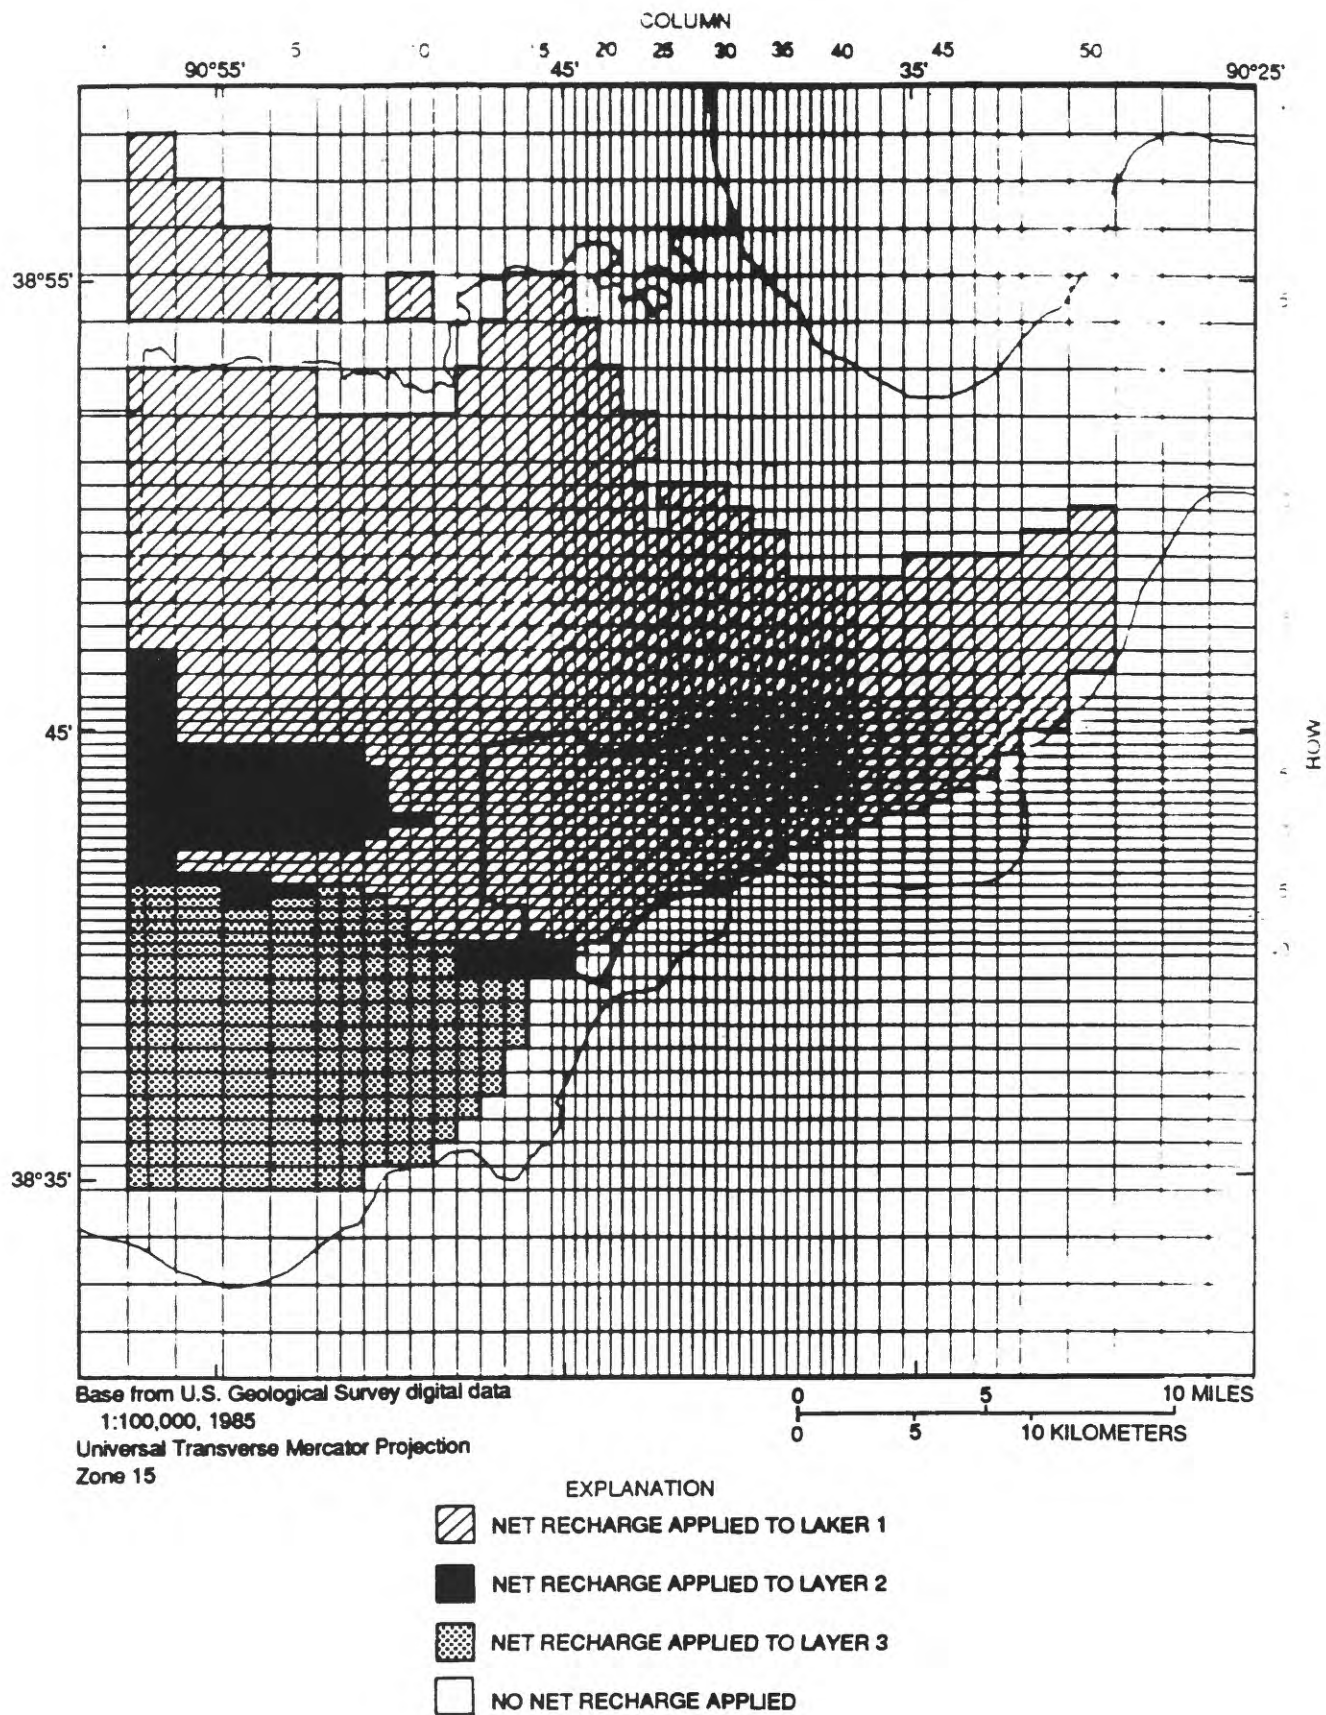 COLUMN
5 20 25 30 35 40 45 50
90°55' 45' 35' 90°25'
38°55'
45'
ROW
38°35'
Base from U.S. Geological Survey digital data
1:100,000, 1985
Universal Transverse Mercator Projection
Zone 15
0 5 10 MILES
0 5 10 KILOMETERS
EXPLANATION
NET RECHARGE APPLIED TO LAKER 1
NET RECHARGE APPLIED TO LAYER 2
NET RECHARGE APPLIED TO LAYER 3
NO NET RECHARGE APPLIED